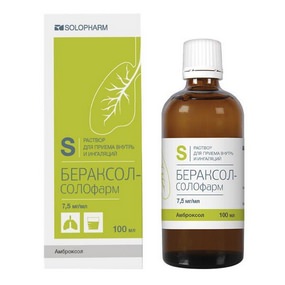 SOLOPHARM
S
РАСТВОР
ДЛЯ ПРИЕМА ВНУТРЬ
И ИНГАЛЯЦИЙ
БЕРАКСОЛ-
СОЛОфарм
7,5 мг/мл
100 мл
Амброксол
S
РАСТВОР
ДЛЯ ПРИЕМА ВНУТРЬ
И ИНГАЛЯЦИЙ
БЕРАКСОЛ-
СОЛОфарм
7,5 мг/мл
Амброксол
100 мл